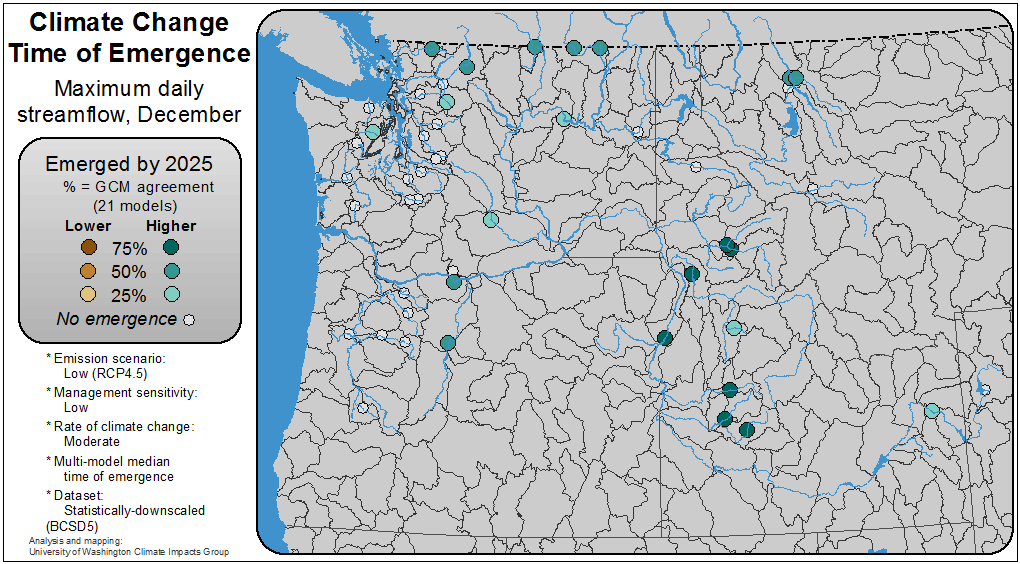 Climate Change
Time of Emergence
Maximum daily
streamflow, December
Emerged by 2025
% = GCM agreement
(21 models)
Lower Higher
75%
50%
25%
No emergence
* Emission scenario:
Low (RCP4.5)
* Management sensitivity:
Low
* Rate of climate change:
Moderate
* Multi-model median
time of emergence
* Dataset:
Statistically-downscaled
(BCSD5)
Analysis and mapping:
University of Washington Climate Impacts Group